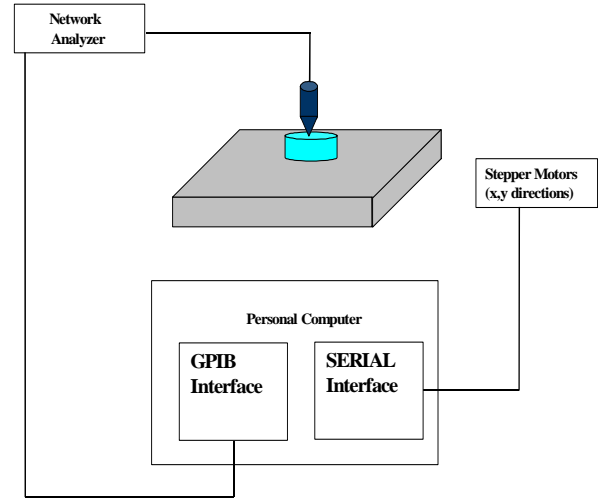 Network
Analyzer
Stepper Motors
(x,y directions)
Personal Computer
GPIB
Interface
SERIAL
Interface